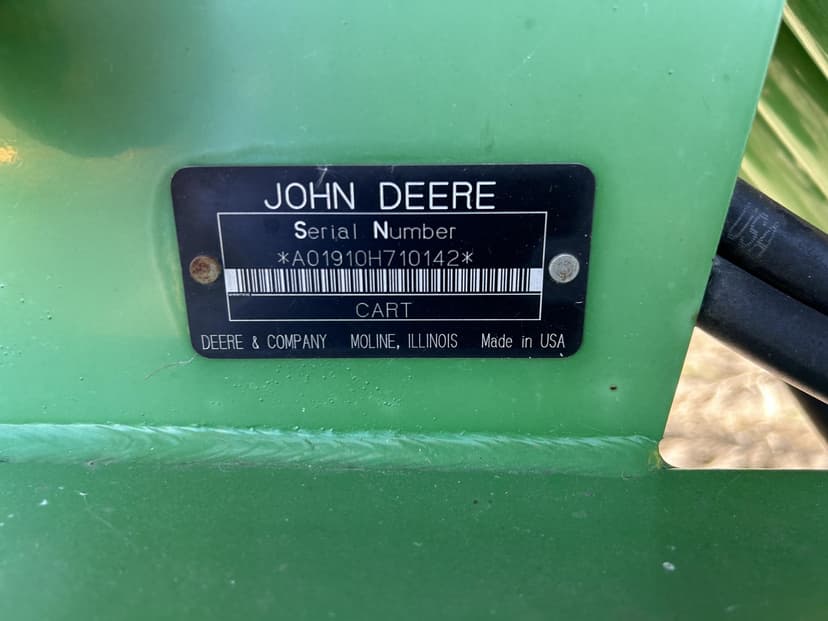 JOHN DEERE
Serial Number
*A01910H710142*
CART
DEERE & COMPANY MOLINE, ILLINOIS Made in USA